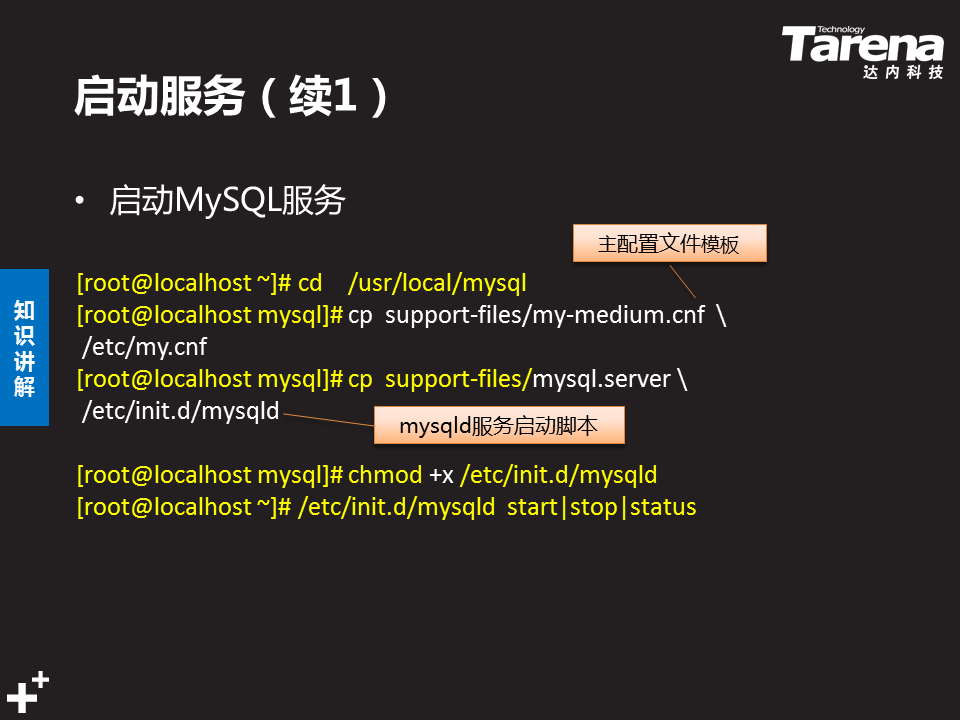 Technology
Tarena
达内科技
启动服务（续1）
• 启动MySQL服务
主配置文件模板
[root@localhost ~]# cd /usr/local/mysql
[root@localhost mysql]# cp support-files/my-medium.cnf \
/etc/my.cnf
[root@localhost mysql]# cp support-files/mysql.server \
/etc/init.d/mysqld
mysqld服务启动脚本
[root@localhost mysql]# chmod +x /etc/init.d/mysqld
[root@localhost ~]# /etc/init.d/mysqld start|stop|status
知
识
讲
解